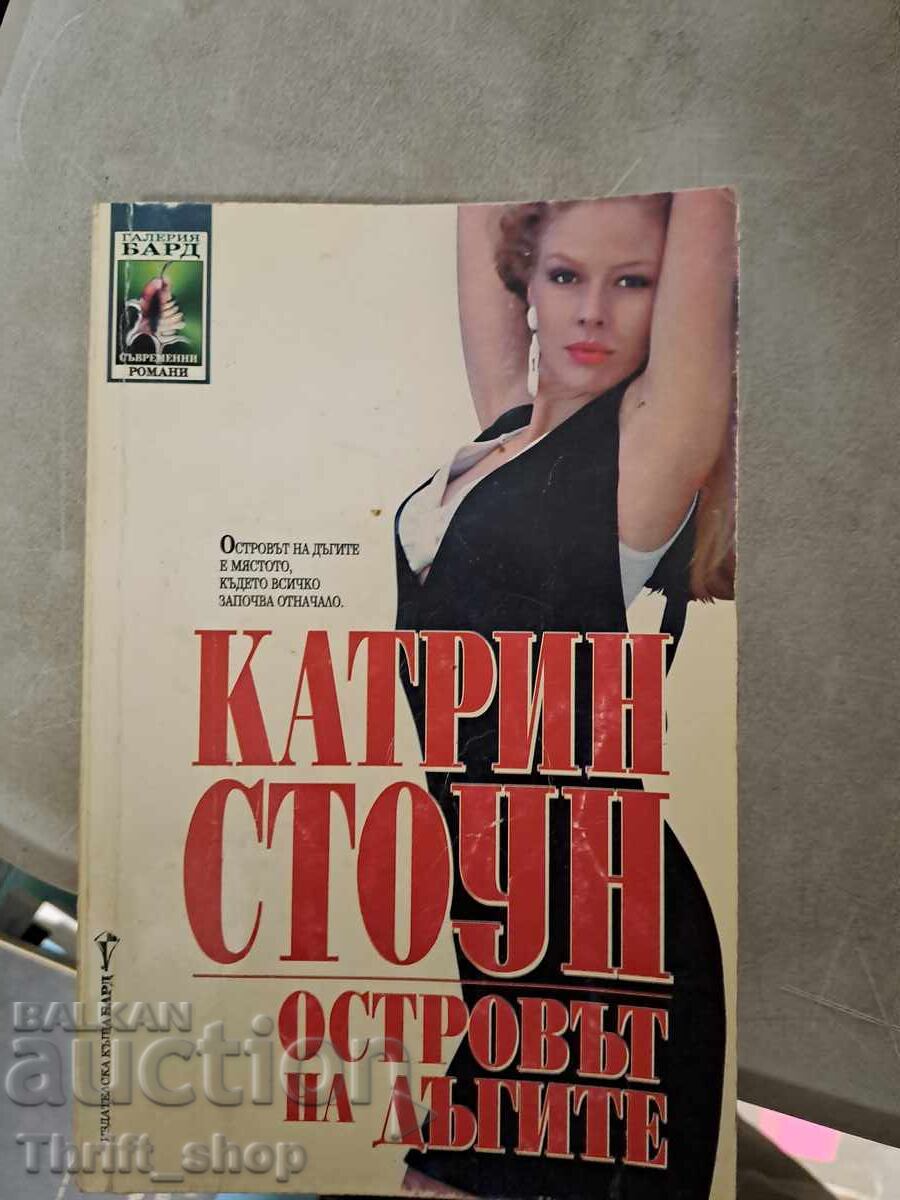 ГАЛЕРИЯ
БАРД
СЪВРЕМЕННИ
РОМАНИ
ОСТРОВЪТ НА ДЪГИТЕ
Е МЯСТОТО,
КЪДЕТО ВСИЧКО
ЗАПОЧВА ОТНАЧАЛО.
КАТРИН
СТОУН
ОСТРОВЪТ
НА ДЪГИТЕ
ИЗДАТЕЛСКА КЪЩА БАРД
BALKAN
auction
Thrift_shop